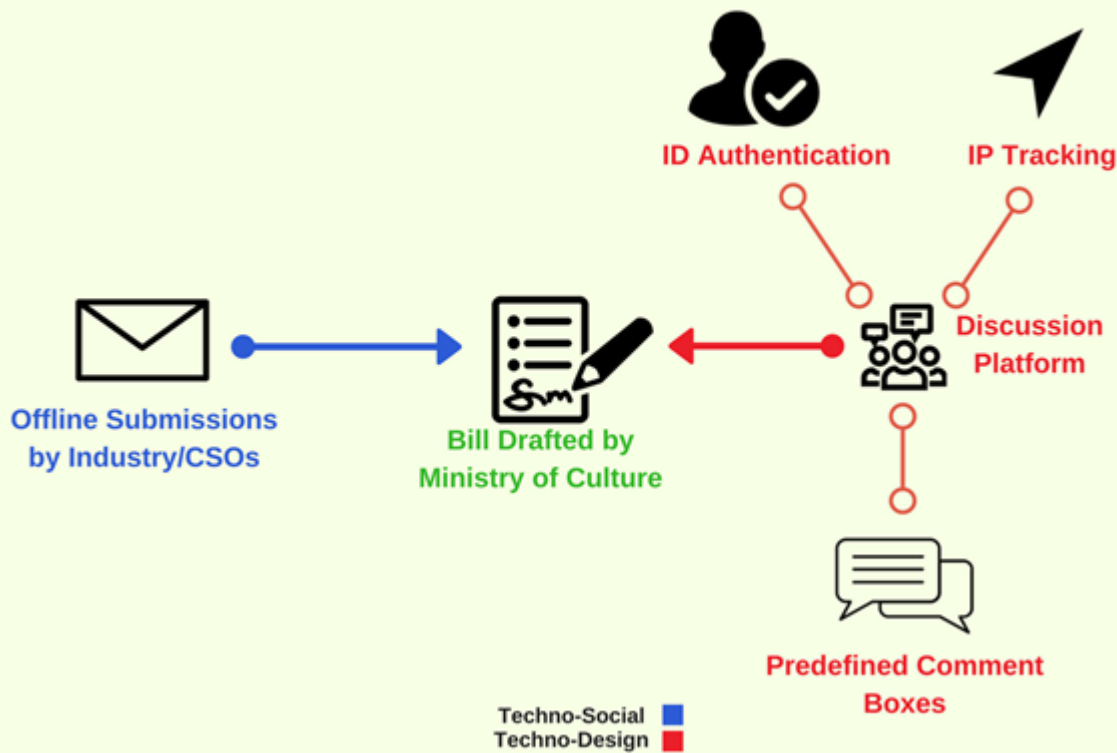 ID Authentication
IP Tracking
Discussion
Platform
Offline Submissions
by Industry/CSOs
Bill Drafted by
Ministry of Culture
Predefined Comment
Boxes
Techno-Social
Techno-Design